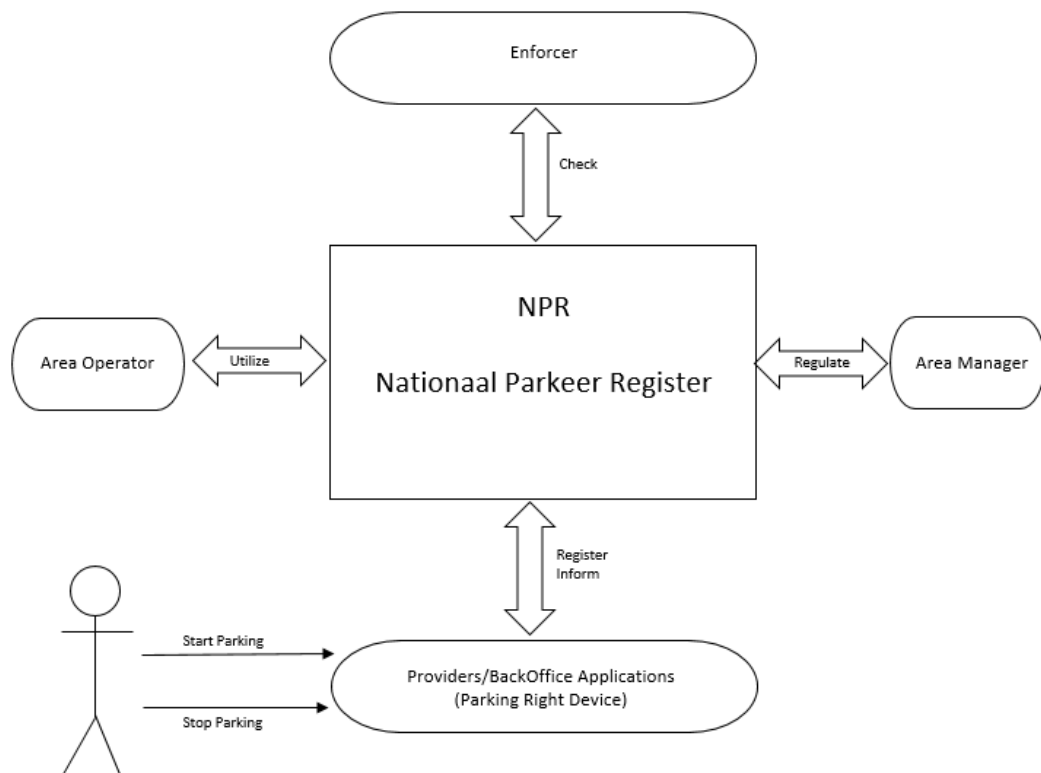 Enforcer
Check
NPR
Nationaal Parkeer Register
Area Operator
Utilize
Regulate
Area Manager
Register
Inform
Start Parking
Providers/BackOffice Applications
(Parking Right Device)
Stop Parking